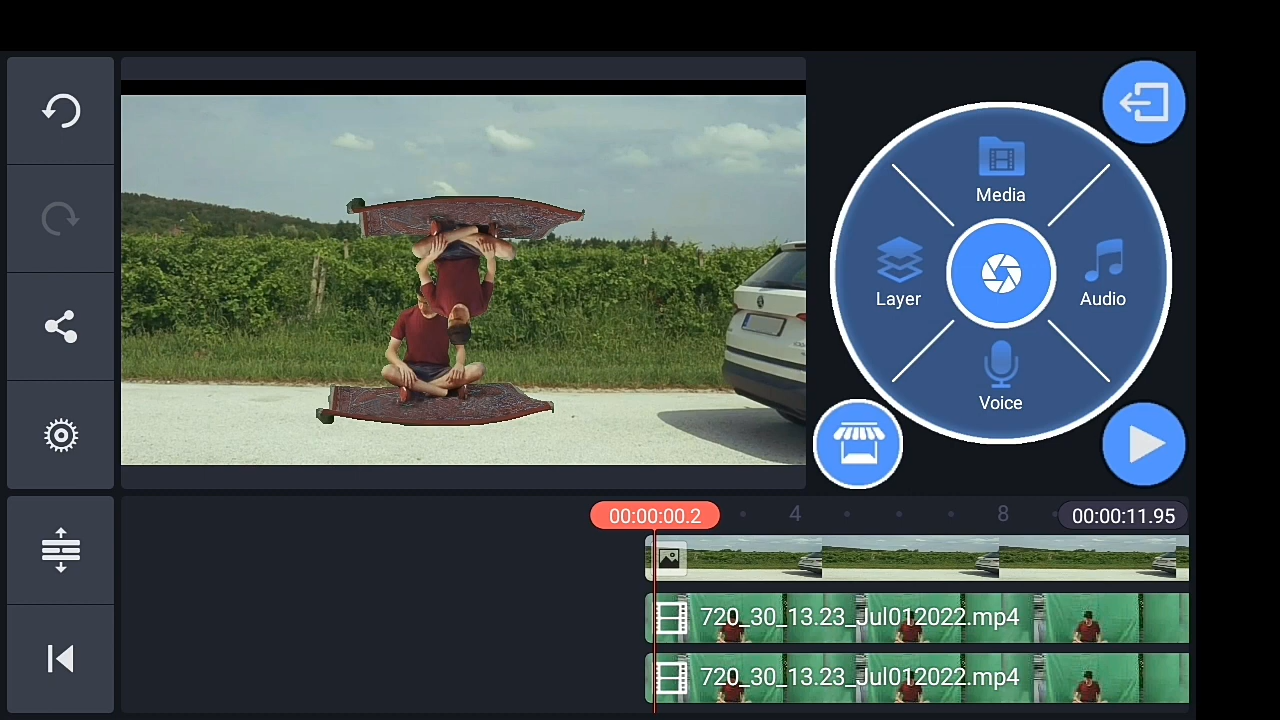 Media
Layer
Audio
Voice
00:00:00.2
4
8
00:00:11.95
720_30_13.23_Jul012022.mp4
720_30_13.23_Jul012022.mp4